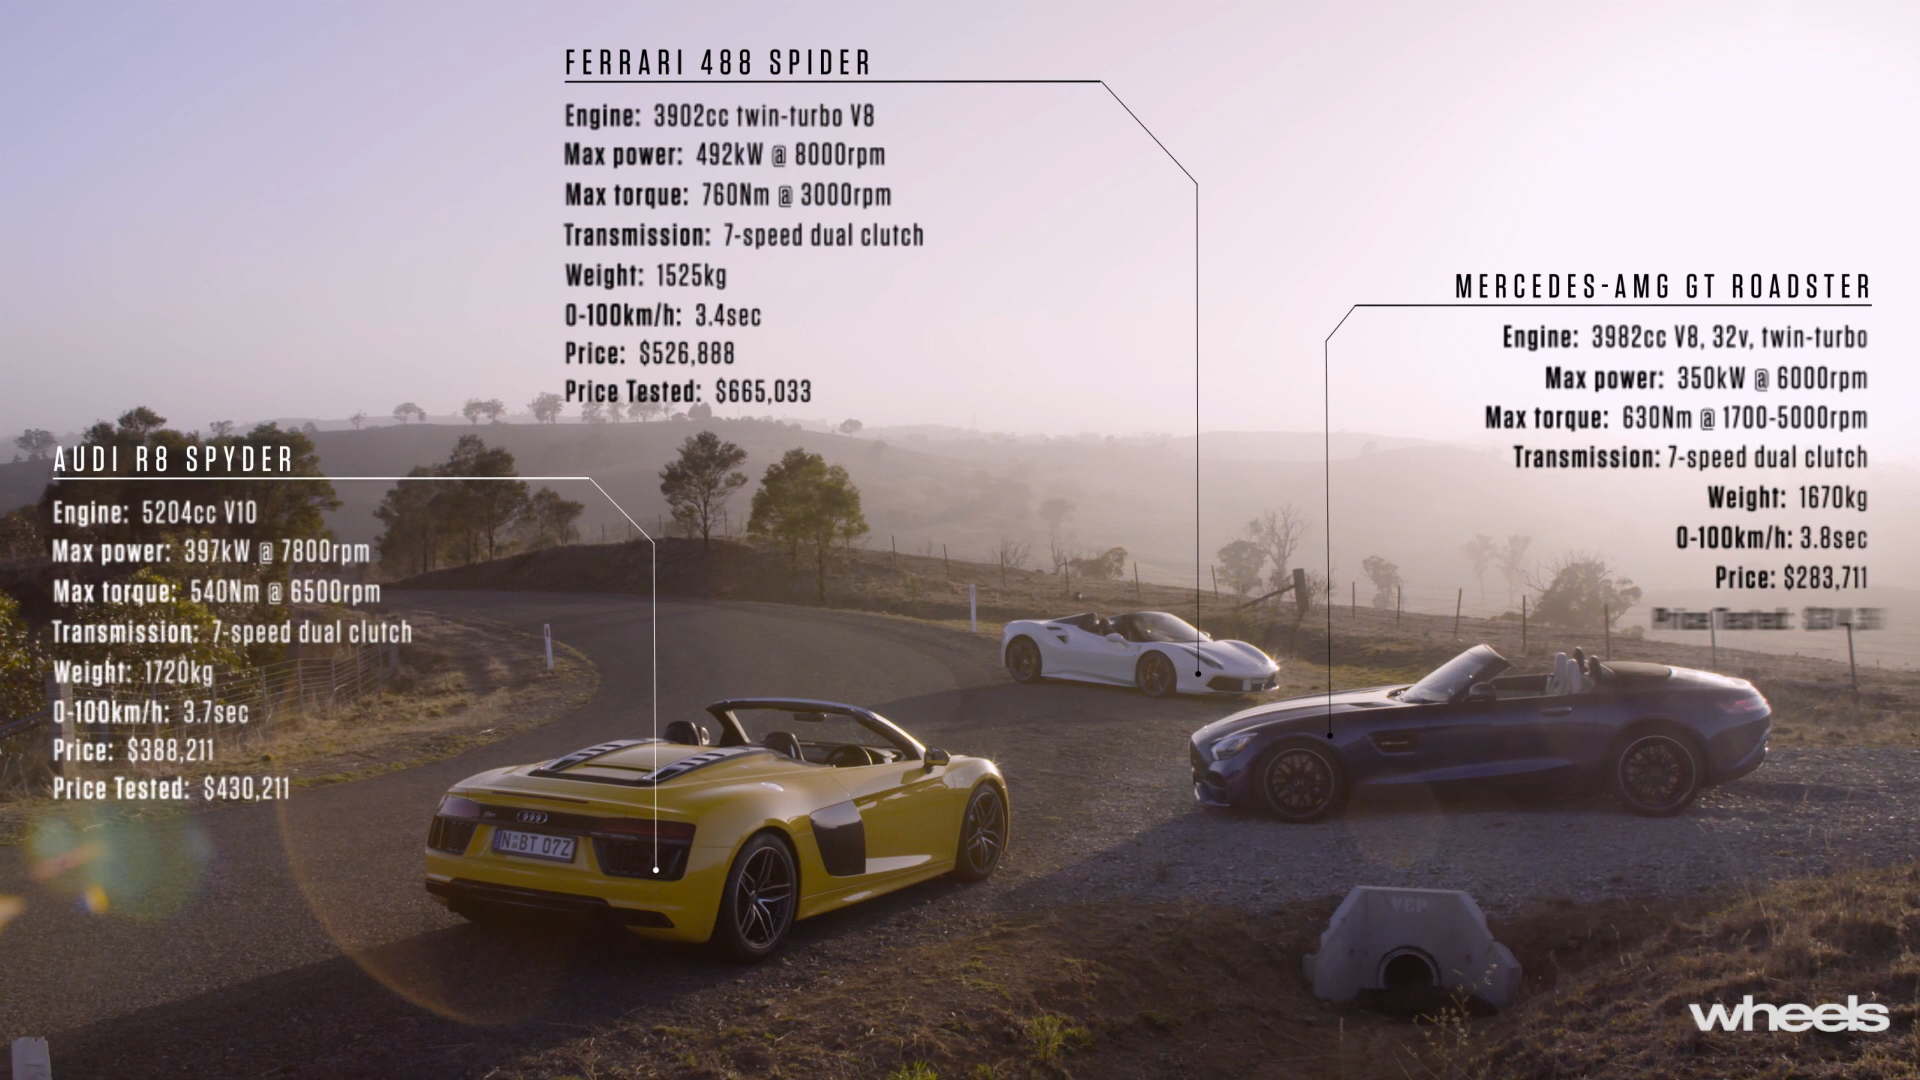 FERRARI 488 SPIDER
Engine: 3902cc twin-turbo V8
Max power: 492kW @ 8000rpm
Max torque: 760Nm @ 3000rpm
Transmission: 7-speed dual clutch
Weight: 1525kg
0-100km/h: 3.4sec
Price: $526,888
Price Tested: $665,033
MERCEDES-AMG GT ROADSTER
Engine: 3982cc V8, 32v, twin-turbo
Max power: 350kW @ 6000rpm
Max torque: 630Nm @ 1700-5000rpm
Transmission: 7-speed dual clutch
Weight: 1670kg
0-100km/h: 3.8sec
Price: $283,711
Price Tested:
AUDI R8 SPYDER
Engine: 5204cc V10
Max power: 397kW @ 7800rpm
Max torque: 540Nm @ 6500rpm
Transmission: 7-speed dual clutch
Weight: 1720kg
0-100km/h: 3.7sec
Price: $388,211
Price Tested: $430,211
BT 07Z
VCP
wheels